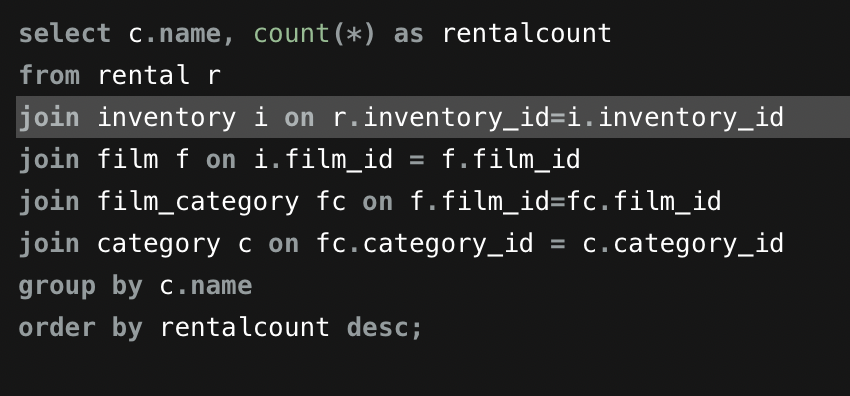 select c.name, count(*) as rentalcount
from rental r
join inventory i on r.inventory_id=i.inventory_id
join film f on i.film_id = f.film_id
join film_category fc on f.film_id=fc.film_id
join category c on fc.category_id = c.category_id
group by c.name
order by rentalcount desc;